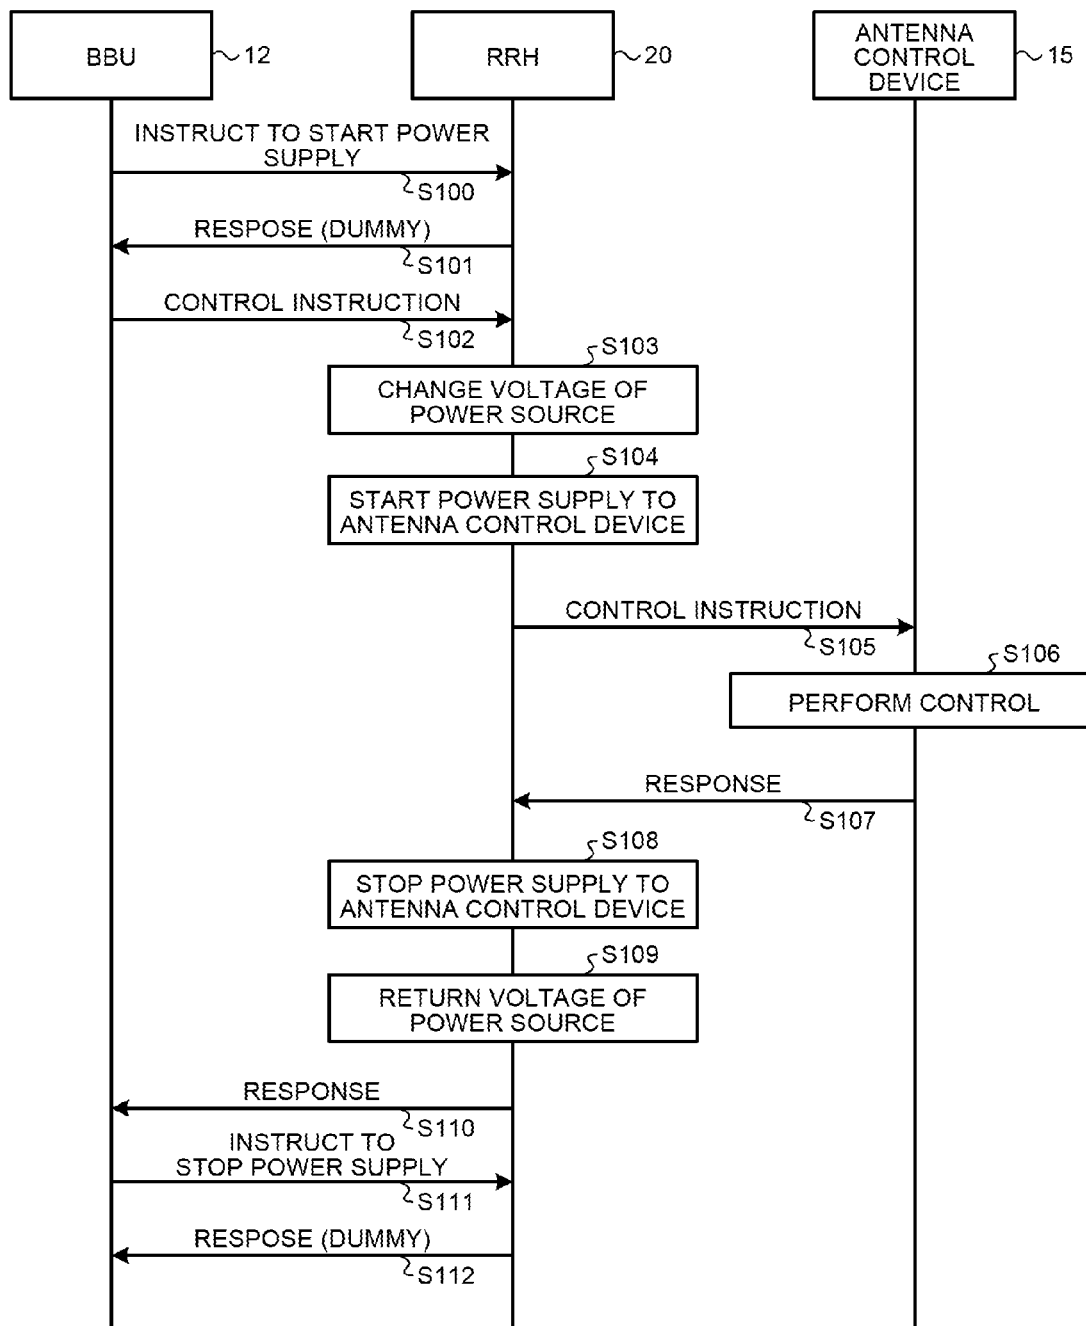 BBU
12
RRH
20
ANTENNA
CONTROL
DEVICE
15
INSTRUCT TO START POWER
SUPPLY
S100
RESPOSE (DUMMY)
S101
CONTROL INSTRUCTION
S102
S103
CHANGE VOLTAGE OF
POWER SOURCE
S104
START POWER SUPPLY TO
ANTENNA CONTROL DEVICE
CONTROL INSTRUCTION
S105
S106
PERFORM CONTROL
RESPONSE
S107
S108
STOP POWER SUPPLY TO
ANTENNA CONTROL DEVICE
S109
RETURN VOLTAGE OF
POWER SOURCE
RESPONSE
S110
INSTRUCT TO
STOP POWER SUPPLY
S111
RESPOSE (DUMMY)
S112